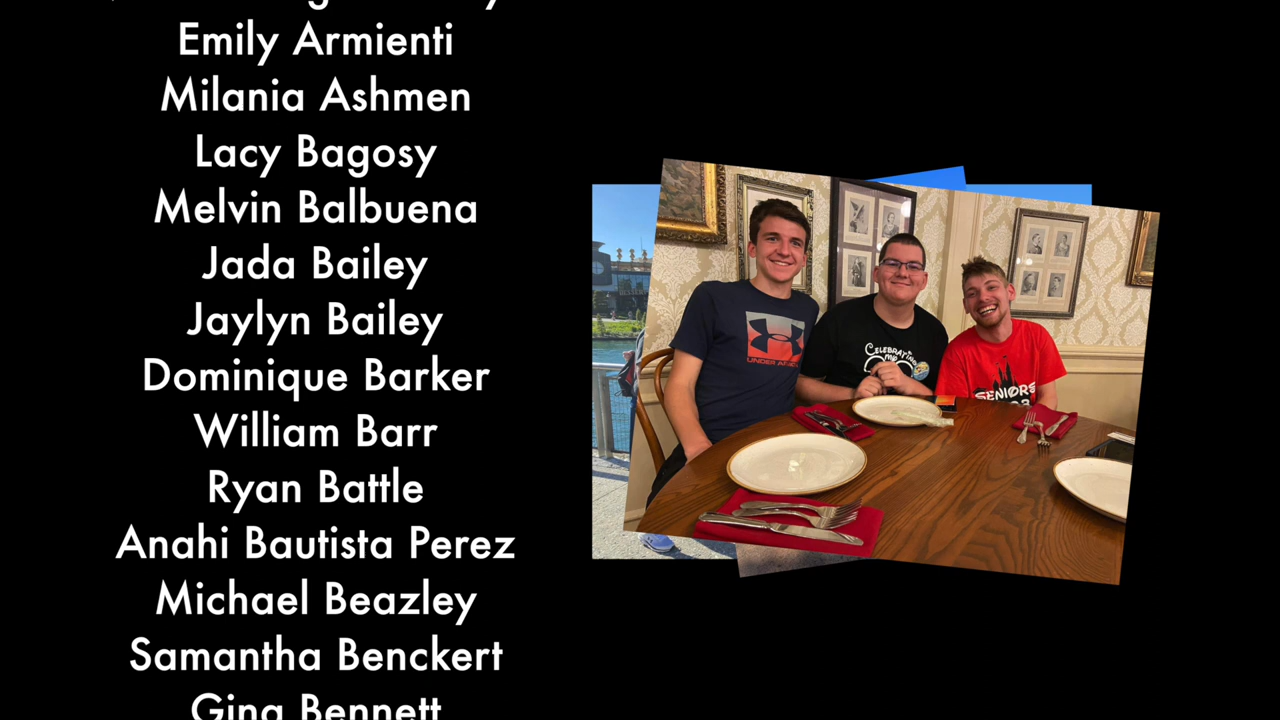 Emily Armienti
Milania Ashmen
Lacy Bagosy
Melvin Balbuena
Jada Bailey
Jaylyn Bailey
Dominique Barker
William Barr
Ryan Battle
Anahi Bautista Perez
Michael Beazley
Samantha Benckert
Gina Bennett
UNDER
CELEBRATING
SENIORS